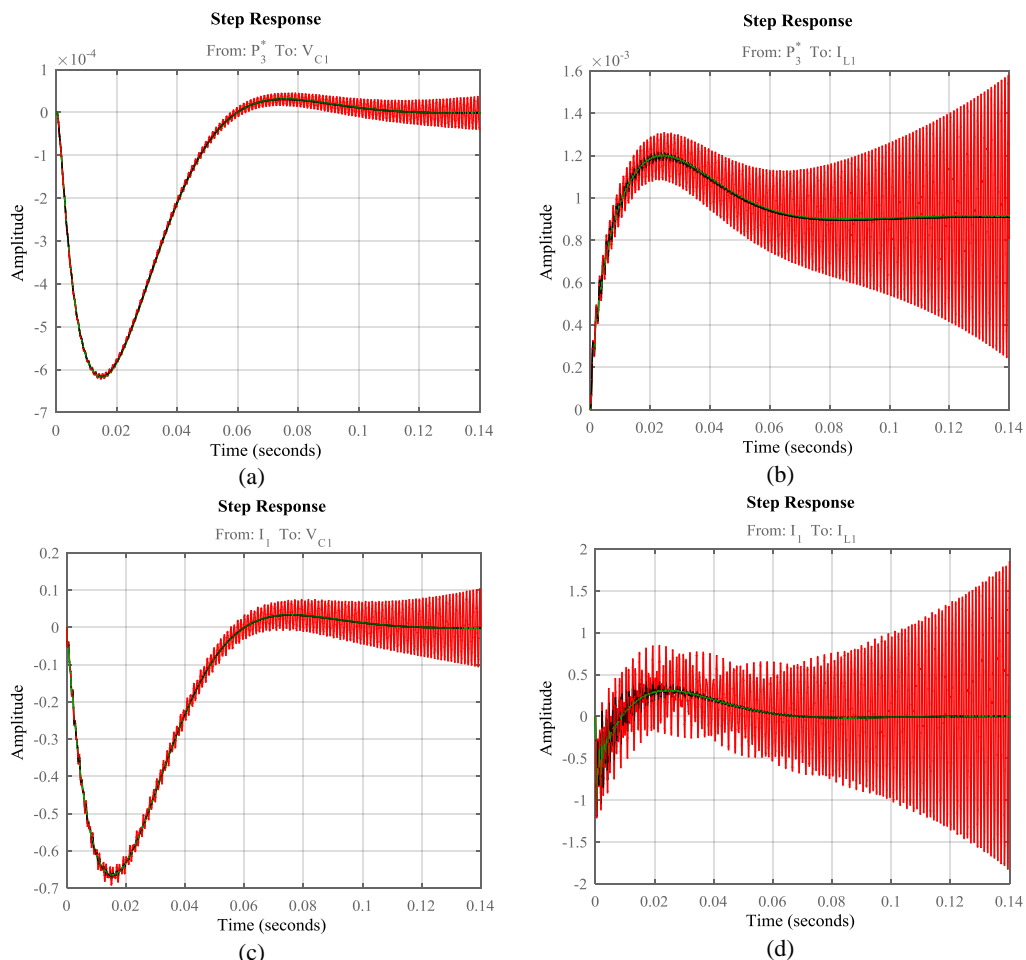 Step Response
From: P3* To: VC1
×10-4
Amplitude
1
0
-1
-2
-3
-4
-5
-6
-7
0 0.02 0.04 0.06 0.08 0.1 0.12 0.14
Time (seconds)
(a)
Step Response
From: P3* To: IL1
×10-3
Amplitude
1.6
1.4
1.2
1
0.8
0.6
0.4
0.2
0
0 0.02 0.04 0.06 0.08 0.1 0.12 0.14
Time (seconds)
(b)
Step Response
From: I1 To: VC1
Amplitude
0.2
0.1
0
-0.1
-0.2
-0.3
-0.4
-0.5
-0.6
-0.7
0 0.02 0.04 0.06 0.08 0.1 0.12 0.14
Time (seconds)
(c)
Step Response
From: I1 To: IL1
Amplitude
2
1.5
1
0.5
0
-0.5
-1
-1.5
-2
0 0.02 0.04 0.06 0.08 0.1 0.12 0.14
Time (seconds)
(d)